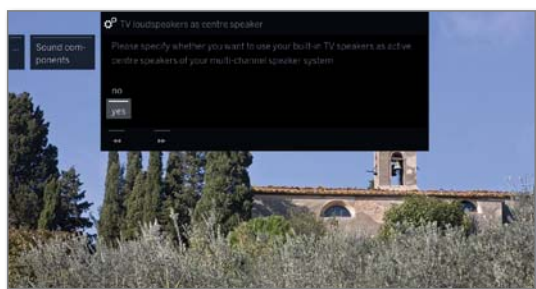 TV loudspeakers as centre speaker
... Sound com-
ponents
Please specify whether you want to use your built-in TV speakers as active
centre speakers of your multi-channel speaker system
no
yes